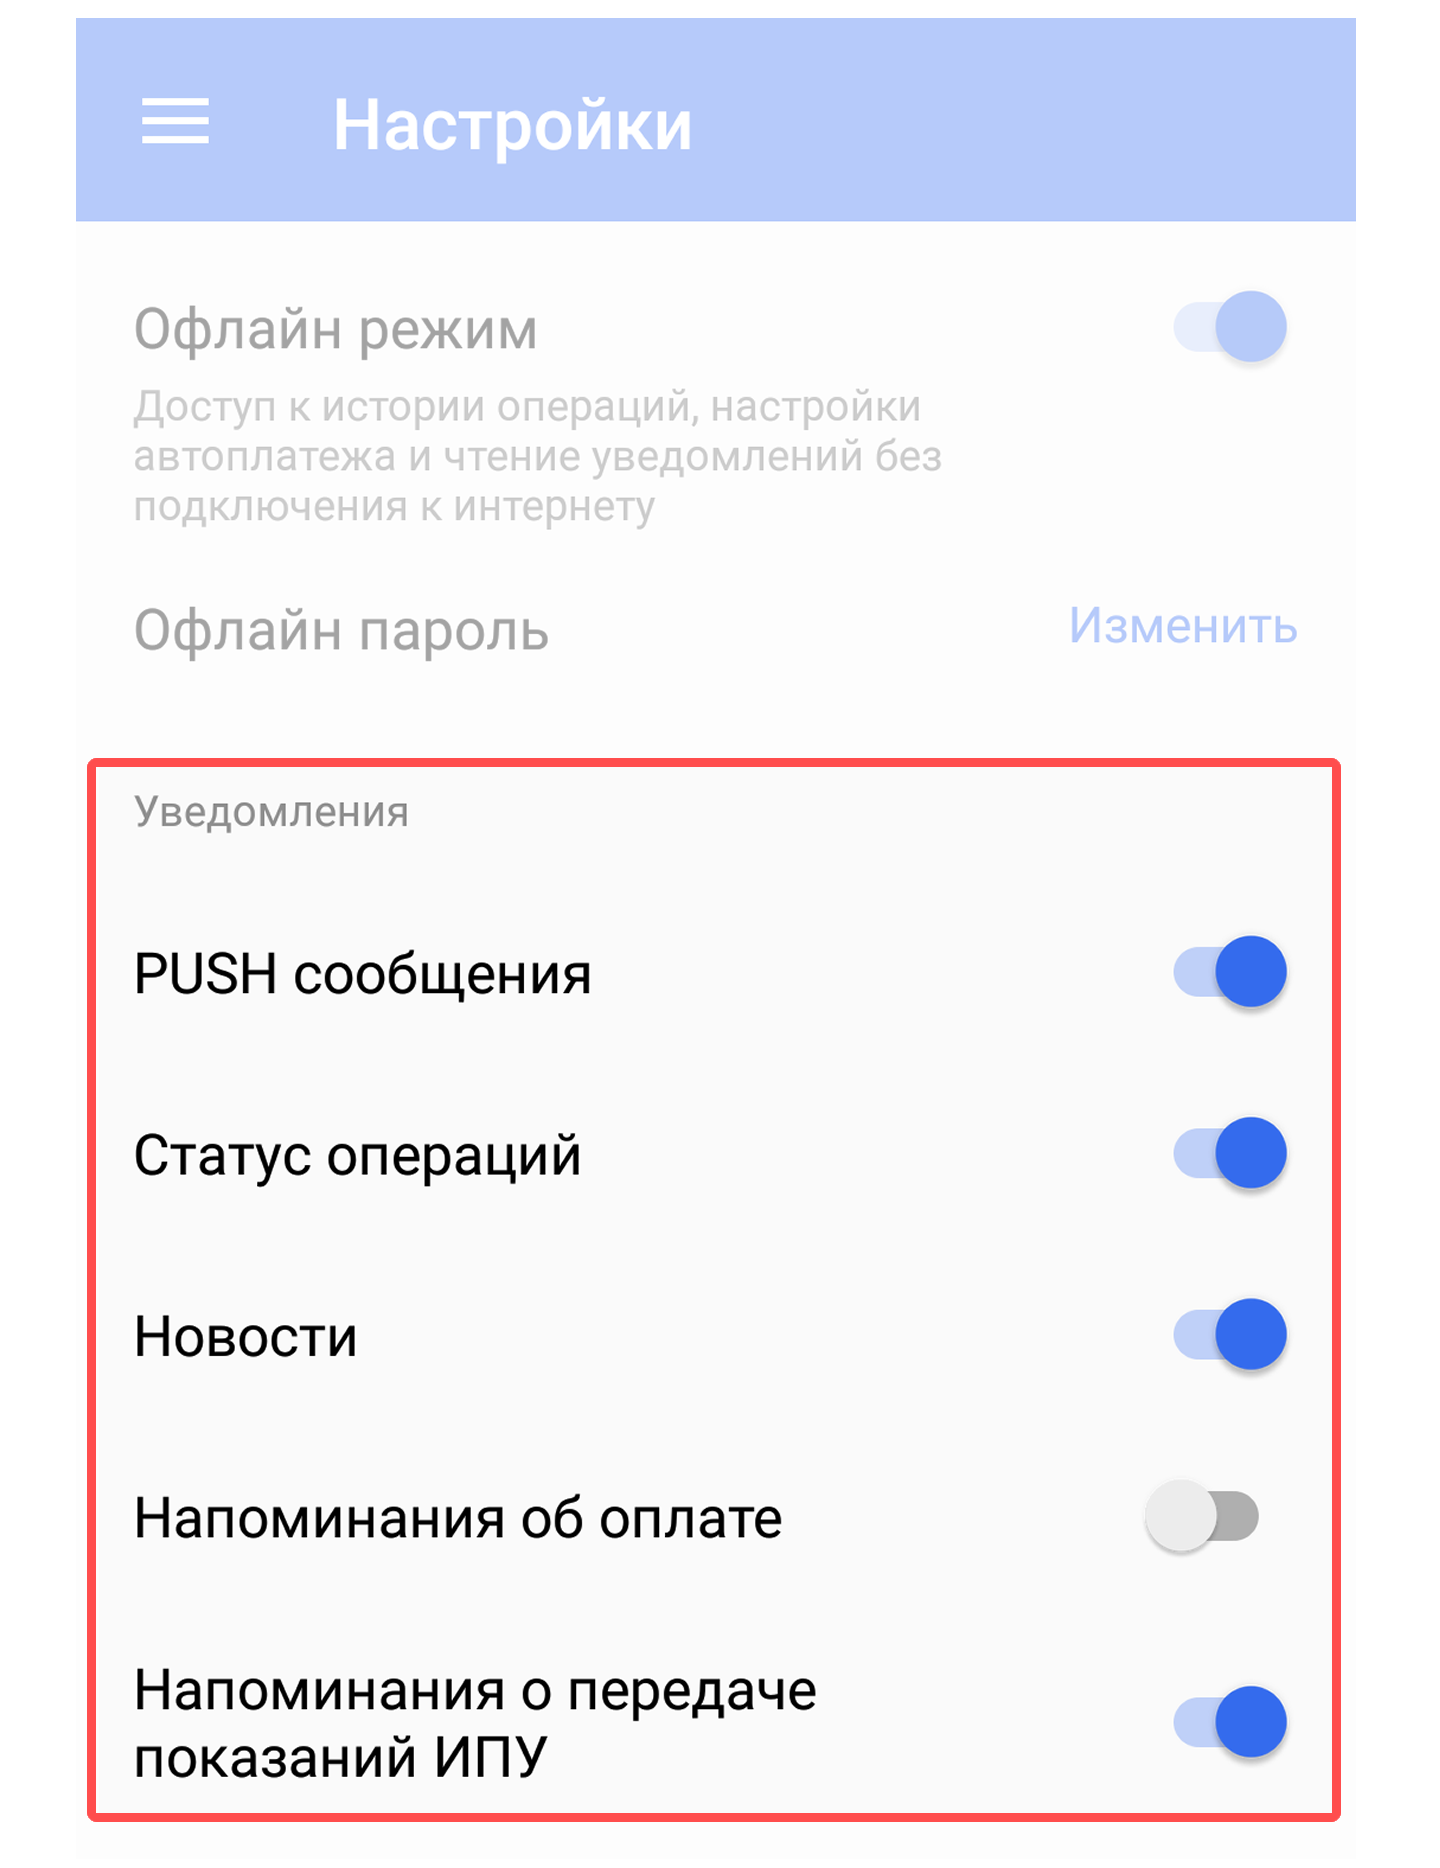 Настройки
Офлайн режим
Доступ к истории операций, настройки
автоплатежа и чтение уведомлений без
подключения к интернету
Офлайн пароль
Изменить
Уведомления
PUSH сообщения
Статус операций
Новости
Напоминания об оплате
Напоминания о передаче
показаний ИПУ